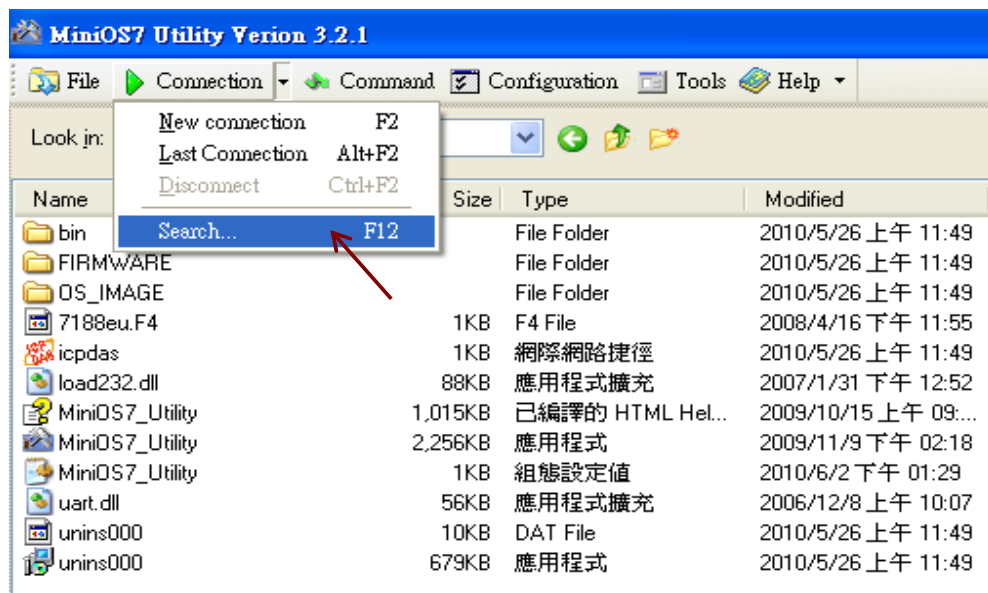 MiniOS7 Utility Verion 3.2.1
File Connection Command Configuration Tools Help
Look in:
New connection F2
Last Connection Alt+F2
Disconnect Ctrl+F2
Search... F12
Name Size Type Modified
bin File Folder 2010/5/26 上午 11:49
FIRMWARE File Folder 2010/5/26 上午 11:49
OS_IMAGE File Folder 2010/5/26 上午 11:49
7188eu.F4 1KB F4 File 2008/4/16 下午 11:55
icpdas 1KB 網際網路捷徑 2010/5/26 上午 11:49
load232.dll 88KB 應用程式擴充 2007/1/31 下午 12:52
MiniOS7_Utility 1,015KB 已編譯的 HTML Hel... 2009/10/15 上午 09:...
MiniOS7_Utility 2,256KB 應用程式 2009/11/9 下午 02:18
MiniOS7_Utility 1KB 組態設定值 2010/6/2 下午 01:29
uart.dll 56KB 應用程式擴充 2006/12/8 上午 10:07
unins000 10KB DAT File 2010/5/26 上午 11:49
unins000 679KB 應用程式 2010/5/26 上午 11:49